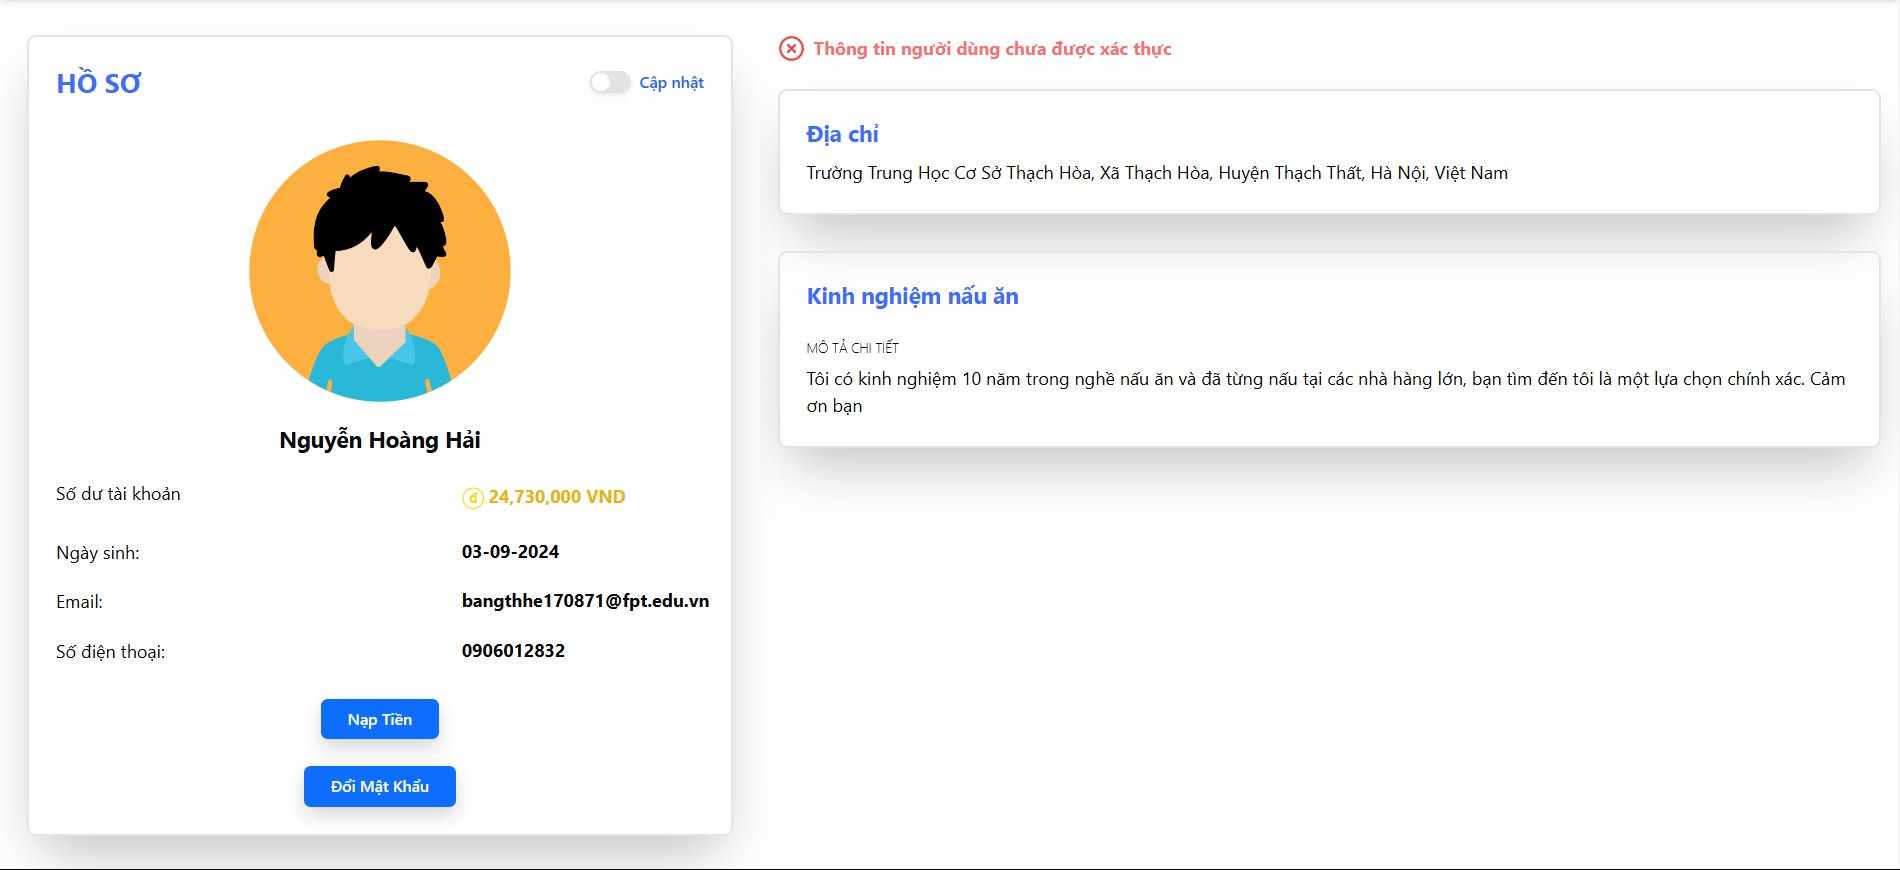 HỒ SƠ
Cập nhật
Nguyễn Hoàng Hải
Số dư tài khoản
đ 24,730,000 VND
Ngày sinh:
03-09-2024
Email:
bangthhe170871@fpt.edu.vn
Số điện thoại:
0906012832
Nạp Tiền
Đổi Mật Khẩu
Thông tin người dùng chưa được xác thực
Địa chỉ
Trường Trung Học Cơ Sở Thạch Hòa, Xã Thạch Hòa, Huyện Thạch Thất, Hà Nội, Việt Nam
Kinh nghiệm nấu ăn
MÔ TẢ CHI TIẾT
Tôi có kinh nghiệm 10 năm trong nghề nấu ăn và đã từng nấu tại các nhà hàng lớn, bạn tìm đến tôi là một lựa chọn chính xác. Cảm
ơn bạn